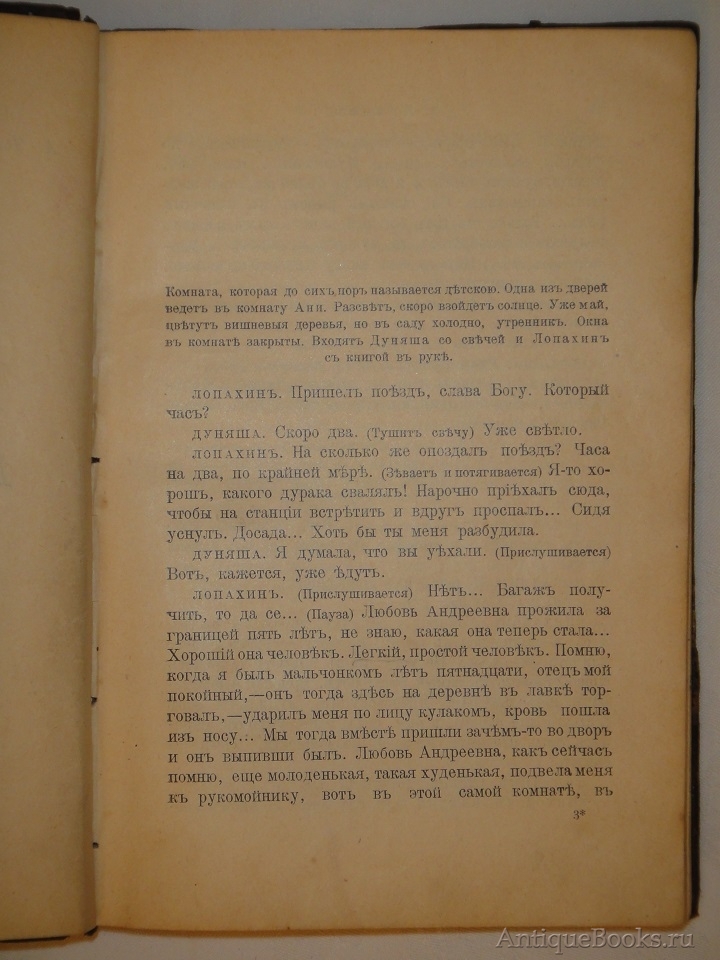 Комната, которая до сихъ поръ называется дѣтскою. Одна изъ дверей
ведетъ въ комнату Ани. Разсвѣтъ, скоро взойдетъ солнце. Уже май,
цвѣтутъ вишневыя деревья, но въ саду холодно, утренникъ. Окна
въ комнатѣ закрыты. Входятъ Дуняша со свѣчей и Лопахинъ
съ книгой въ рукѣ.
ЛОПАХИНЪ. Пришелъ поѣздъ, слава Богу. Который
часъ?
ДУНЯША. Скоро два. (Тушитъ свѣчу) Уже свѣтло.
ЛОПАХИНЪ. На сколько же опоздалъ поѣздъ? Часа
на два, по крайней мѣрѣ. (Зѣваетъ и потягивается) Я-то хо-
рошъ, какого дурака свалялъ! Нарочно пріѣхалъ сюда,
чтобы на станціи встрѣтить и вдругъ проспалъ... Сидя
уснулъ. Досада... Хоть бы ты меня разбудила.
ДУНЯША. Я думала, что вы уѣхали. (Прислушивается)
Вотъ, кажется, уже ѣдутъ.
ЛОПАХИНЪ. (Прислушивается) Нѣтъ... Багажъ полу-
чить, то да се... (Пауза) Любовь Андреевна прожила за
границей пять лѣтъ, не знаю, какая она теперь стала...
Хорошій она человѣкъ. Легкій, простой человѣкъ. Помню,
когда я былъ мальчонкомъ лѣтъ пятнадцати, отецъ мой
покойный,—онъ тогда здѣсь на деревнѣ въ лавкѣ тор-
говалъ,—ударилъ меня по лицу кулакомъ, кровь пошла
изъ носу... Мы тогда вмѣстѣ пришли зачѣмъ-то во дворъ
и онъ выпивши былъ. Любовь Андреевна, какъ сейчасъ
помню, еще молоденькая, такая худенькая, подвела меня
къ рукомойнику, вотъ въ этой самой комнатѣ, въ
3*
AntiqueBooks.ru